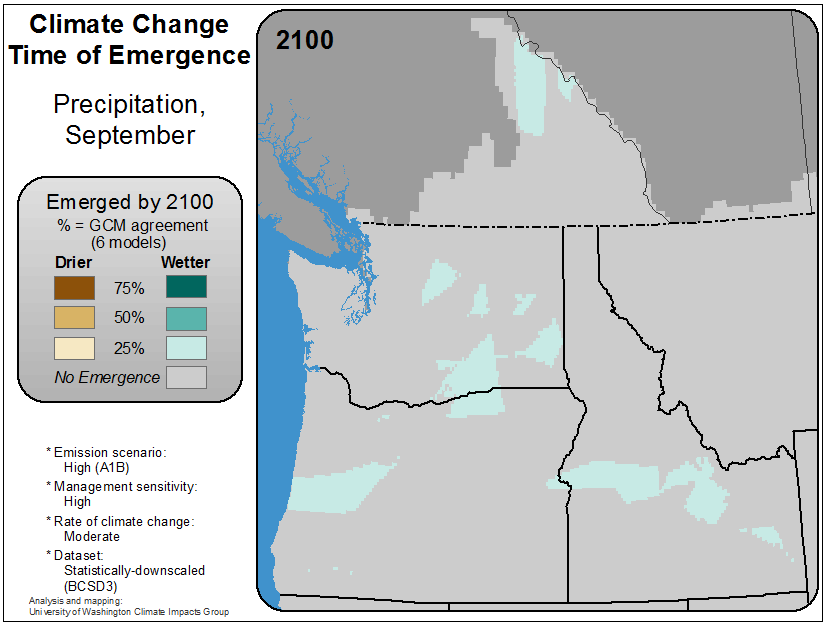 Climate Change
Time of Emergence
Precipitation,
September
2100
Emerged by 2100
% = GCM agreement
(6 models)
Drier Wetter
75%
50%
25%
No Emergence
* Emission scenario:
High (A1B)
* Management sensitivity:
High
* Rate of climate change:
Moderate
* Dataset:
Statistically-downscaled
(BCSD3)
Analysis and mapping:
University of Washington Climate Impacts Group